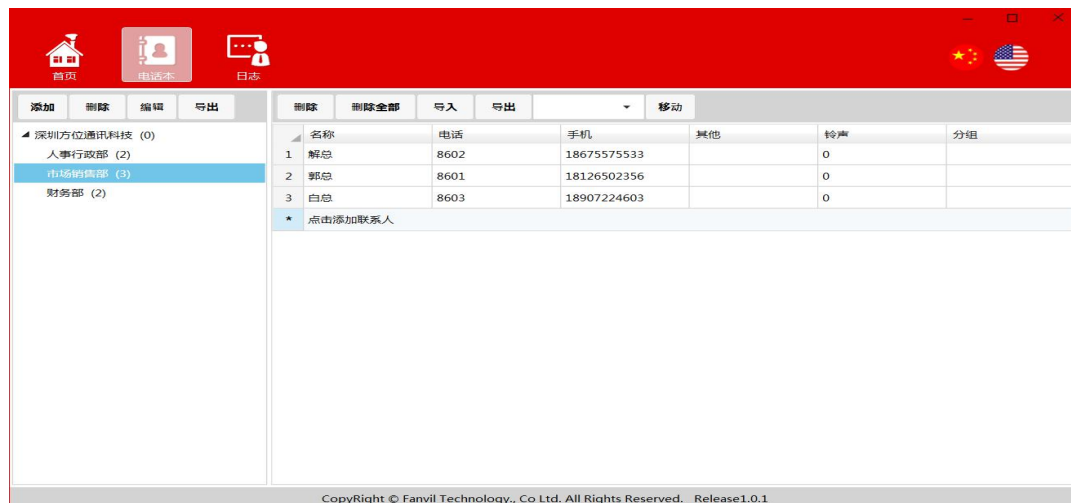 首页 电话本 日志
添加 删除 编辑 导出 删除 删除全部 导入 导出 移动
深圳方位通讯科技 (0)
人事行政部 (2)
市场销售部 (3)
财务部 (2)
名称 电话 手机 其他 铃声 分组
1 解总 8602 18675575533 0
2 郭总 8601 18126502356 0
3 白总 8603 18907224603 0
* 点击添加联系人
CopyRight © Fanvil Technology., Co Ltd. All Rights Reserved. Release1.0.1